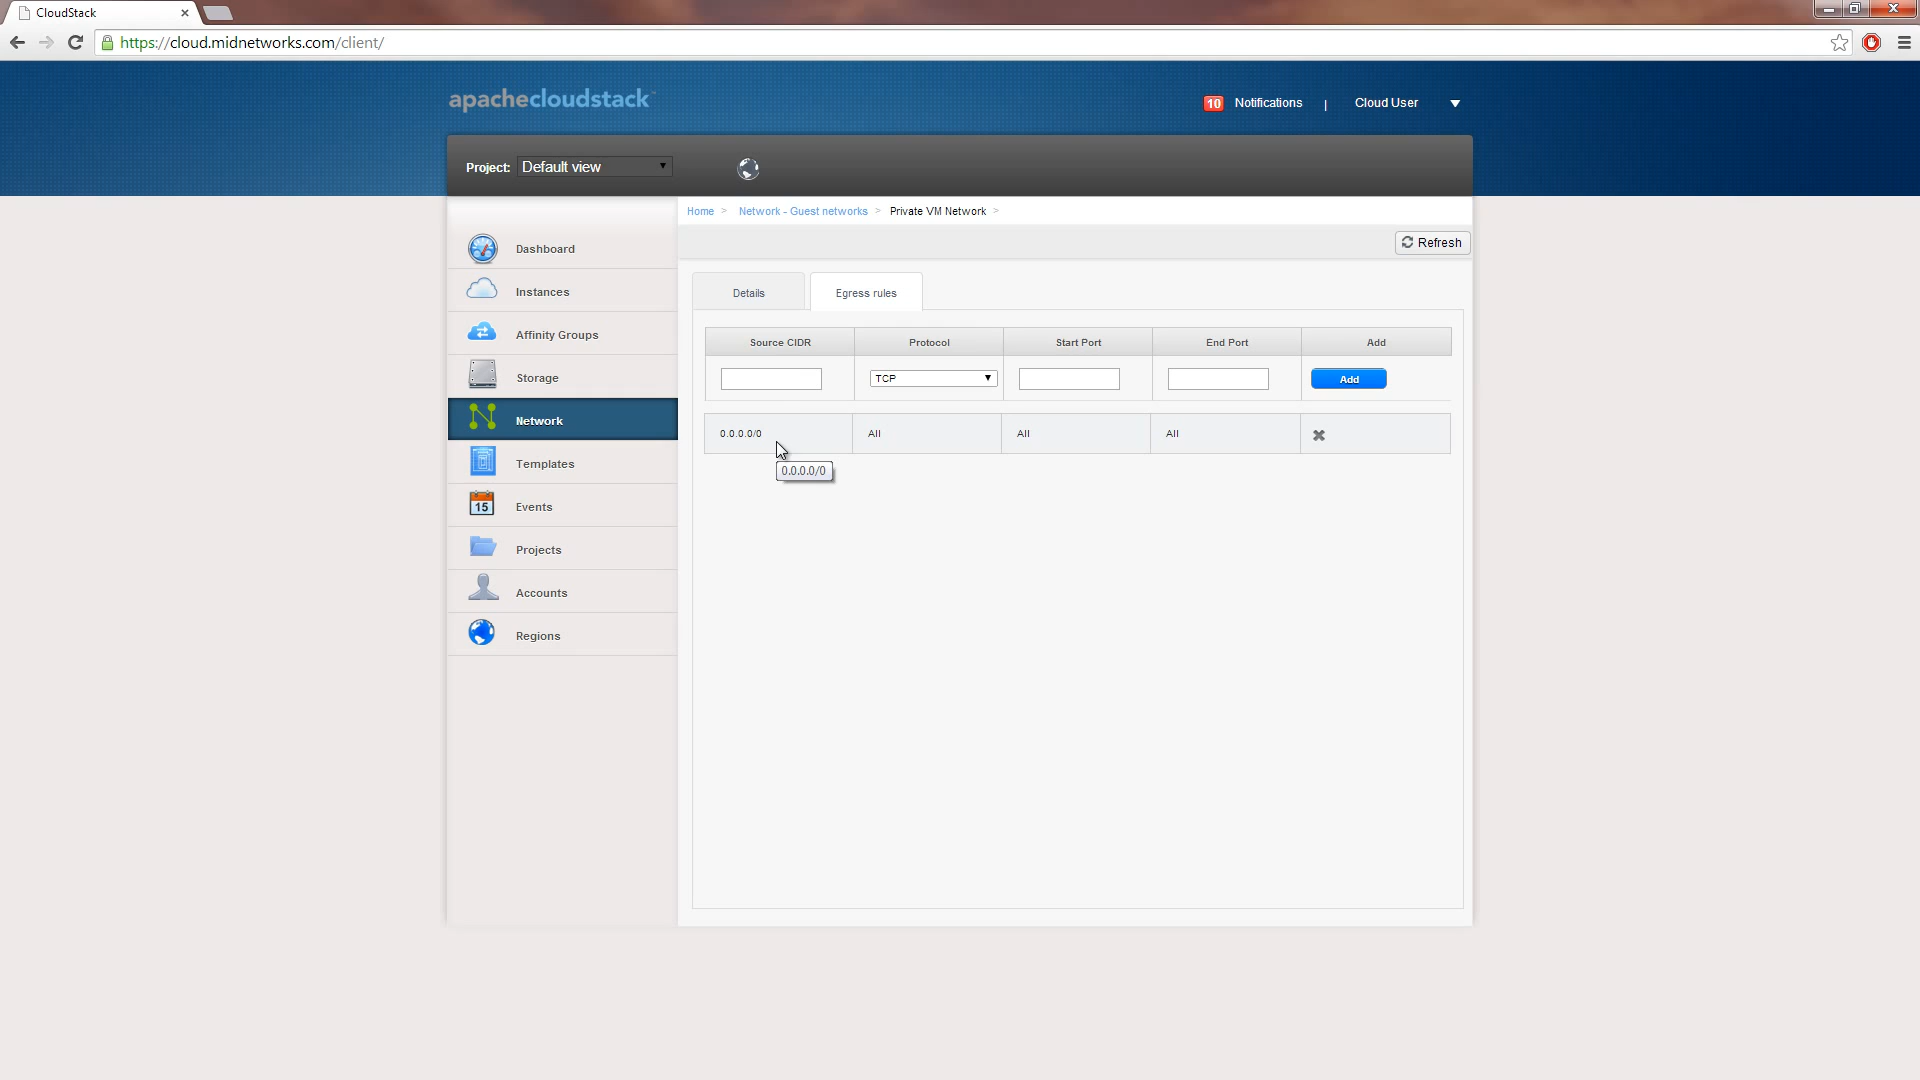 CloudStack
https://cloud.midnetworks.com/client/
apachecloudstack
10 Notifications | Cloud User
Project: Default view
Home > Network - Guest networks > Private VM Network >
Refresh
Dashboard
Instances
Affinity Groups
Storage
Network
Templates
15
Events
Projects
Accounts
Regions
Details
Egress rules
Source CIDR Protocol Start Port End Port Add
TCP Add
0.0.0.0/0 All All All
0.0.0.0/0